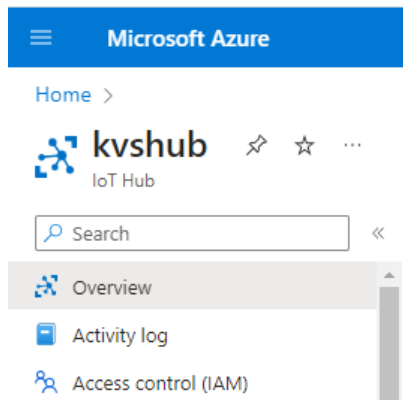 Microsoft Azure
Home >
kvshub
IoT Hub
Search
Overview
Activity log
Access control (IAM)